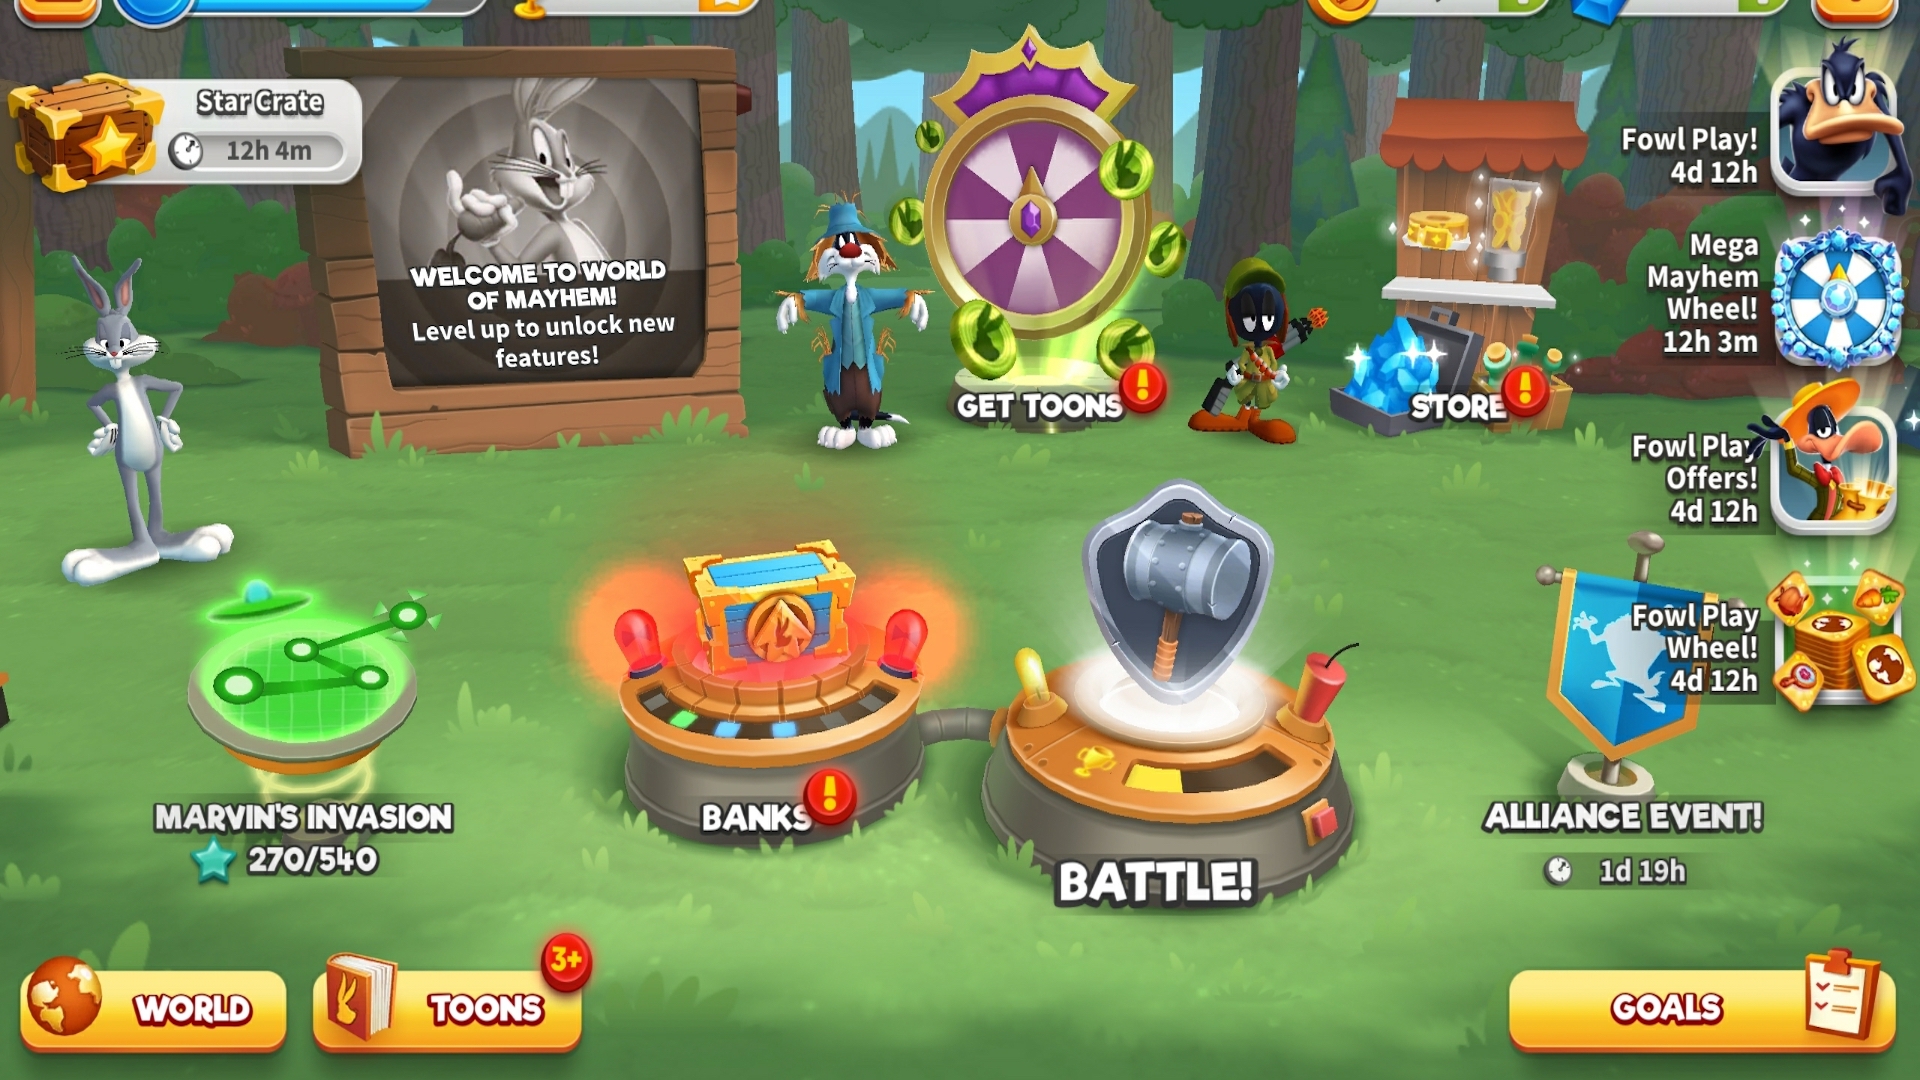 Star Crate
12h 4m
WELCOME TO WORLD
OF MAYHEM!
Level up to unlock new
features!
GET TOONS
!
STORE
!
Fowl Play!
4d 12h
Mega
Mayhem
Wheel!
12h 3m
Fowl Play
Offers!
4d 12h
Fowl Play
Wheel!
4d 12h
MARVIN'S INVASION
270/540
BANKS
!
BATTLE!
ALLIANCE EVENT!
1d 19h
WORLD
TOONS
3+
GOALS